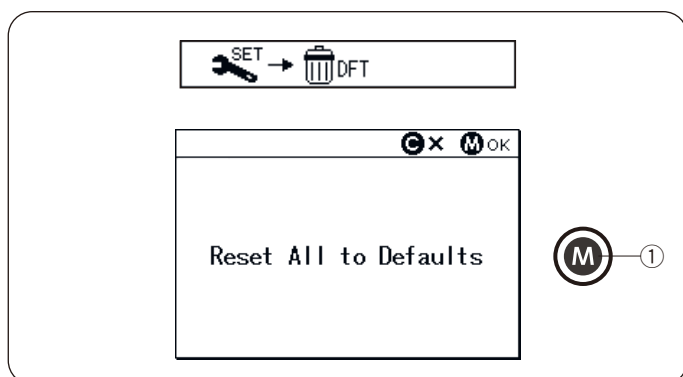 SET → DFT
C × M OK
Reset All to Defaults
M ①